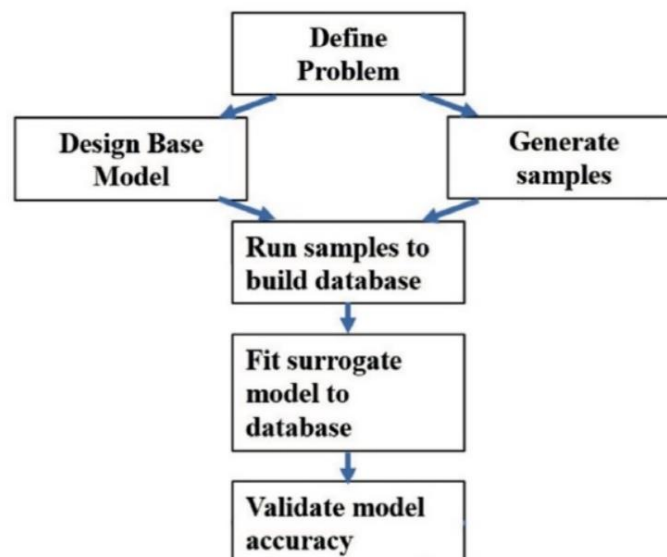 Define
Problem
Design Base
Model
Generate
samples
Run samples to
build database
Fit surrogate
model to
database
Validate model
accuracy